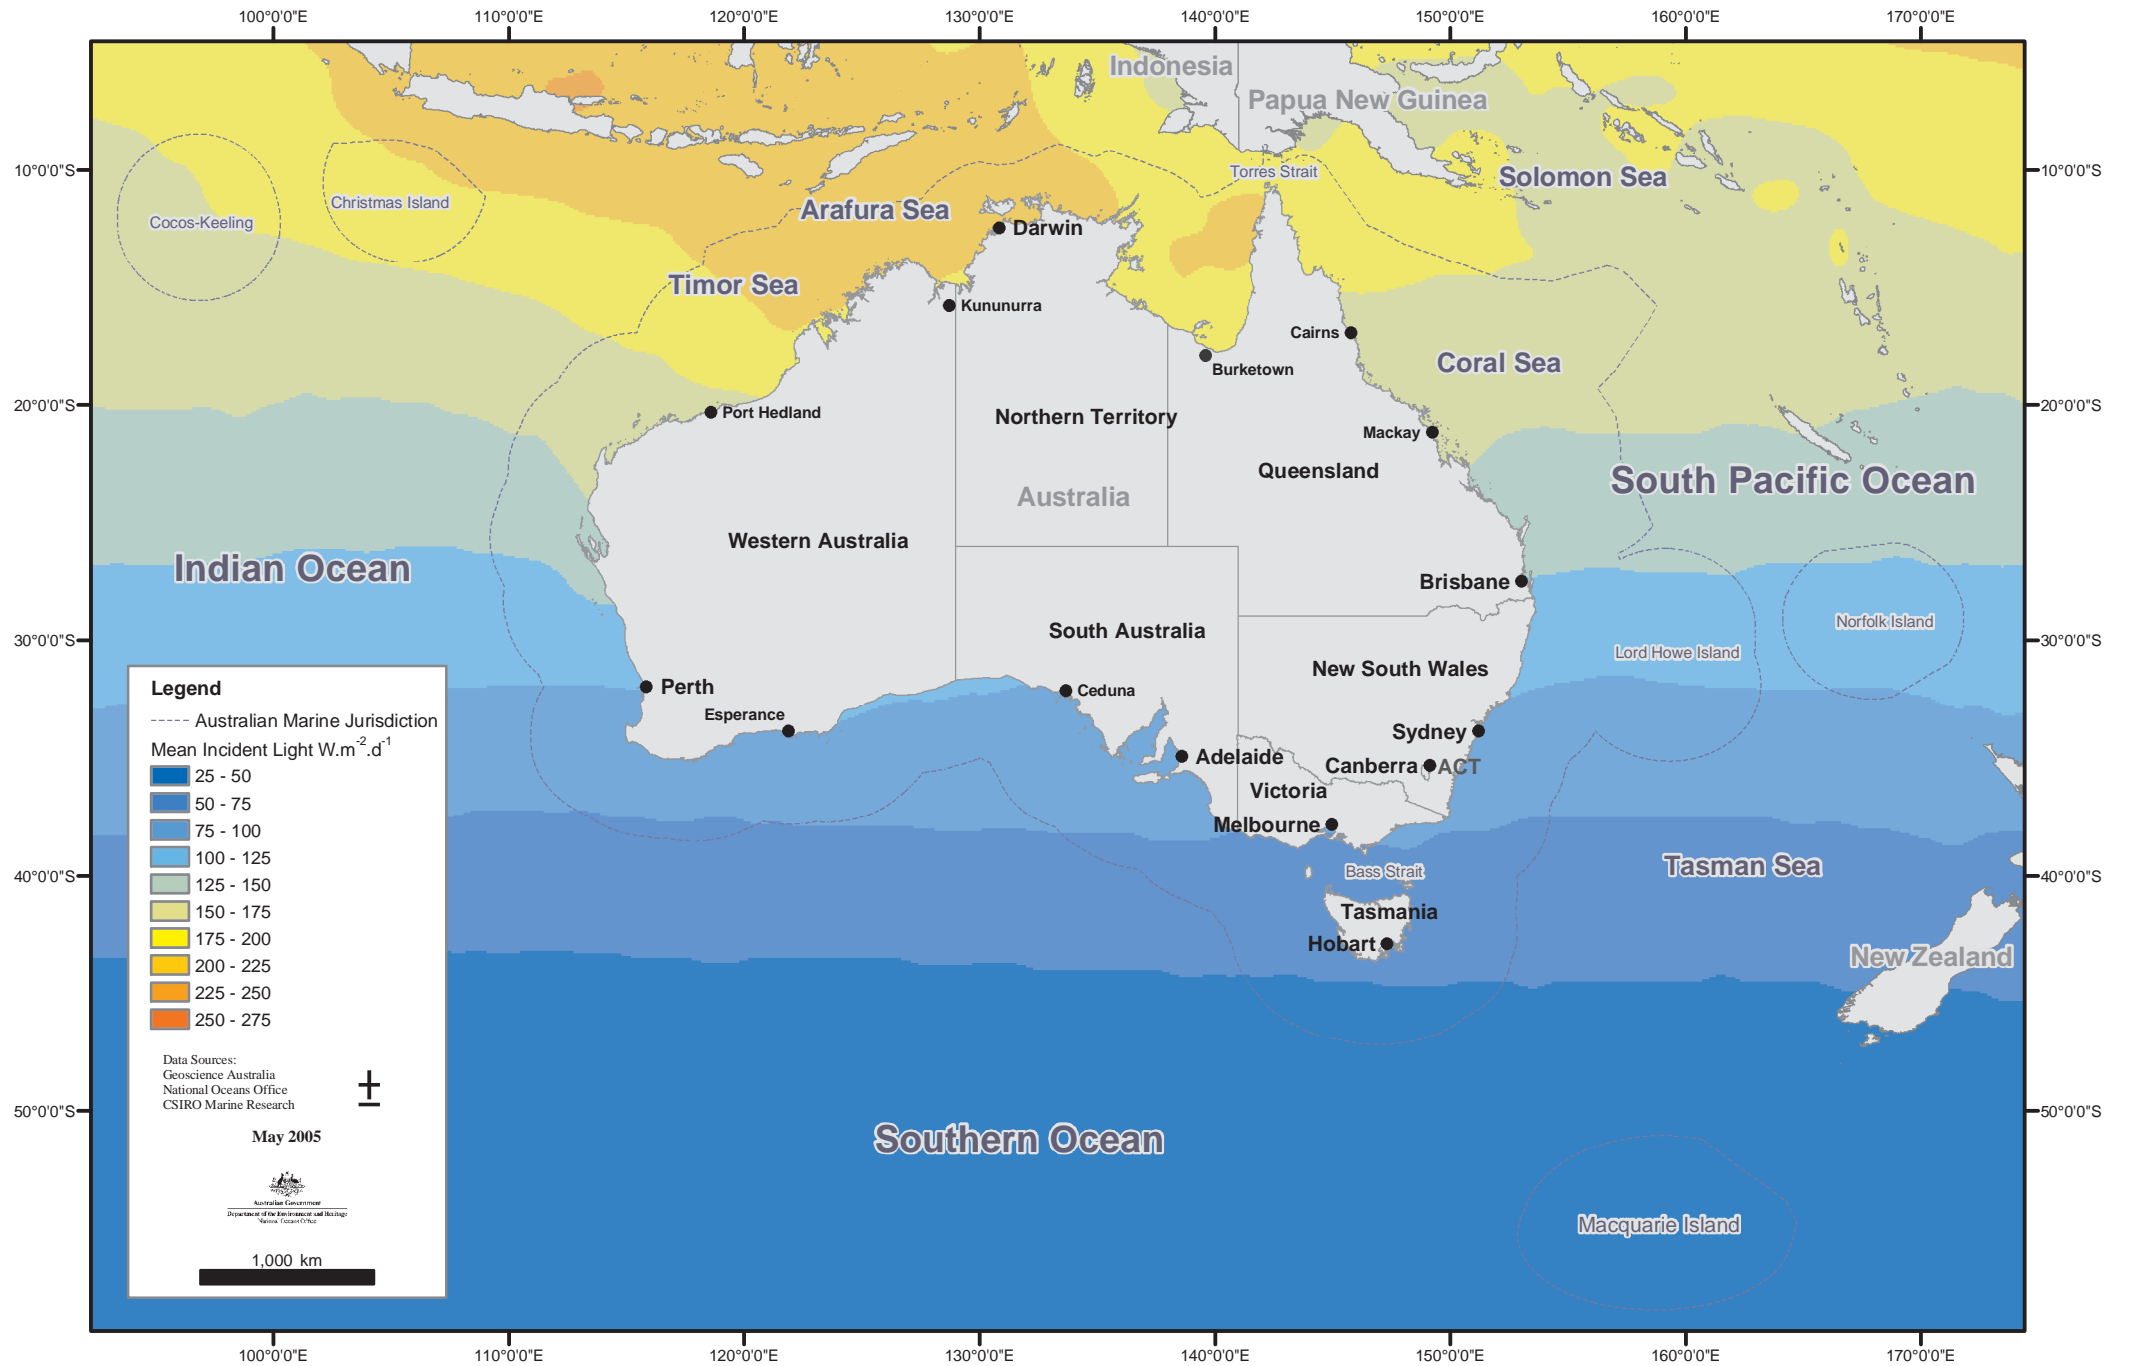 100°0'0"E 110°0'0"E 120°0'0"E 130°0'0"E 140°0'0"E 150°0'0"E 160°0'0"E 170°0'0"E
Indonesia
Papua New Guinea
10°0'0"S 10°0'0"S
Torres Strait
Solomon Sea
Christmas Island
Arafura Sea
Cocos-Keeling
Darwin
Timor Sea
Kununurra
Cairns
Coral Sea
Burketown
20°0'0"S 20°0'0"S
Port Hedland
Northern Territory
Mackay
Queensland
South Pacific Ocean
Australia
Western Australia
Indian Ocean
Brisbane
Norfolk Island
South Australia
30°0'0"S 30°0'0"S
Lord Howe Island
New South Wales
Perth
Ceduna
Esperance
Sydney
Adelaide
Canberra ACT
Victoria
Melbourne
Tasman Sea
Bass Strait
40°0'0"S 40°0'0"S
Tasmania
Hobart
New Zealand
50°0'0"S 50°0'0"S
Southern Ocean
Macquarie Island
Legend
Australian Marine Jurisdiction
Mean Incident Light W.m-2.d-1
25 - 50
50 - 75
75 - 100
100 - 125
125 - 150
150 - 175
175 - 200
200 - 225
225 - 250
250 - 275
Data Sources:
Geoscience Australia
National Oceans Office
CSIRO Marine Research
May 2005
Australian Government
Department of the Environment and Heritage
National Oceans Office
1,000 km
100°0'0"E 110°0'0"E 120°0'0"E 130°0'0"E 140°0'0"E 150°0'0"E 160°0'0"E 170°0'0"E